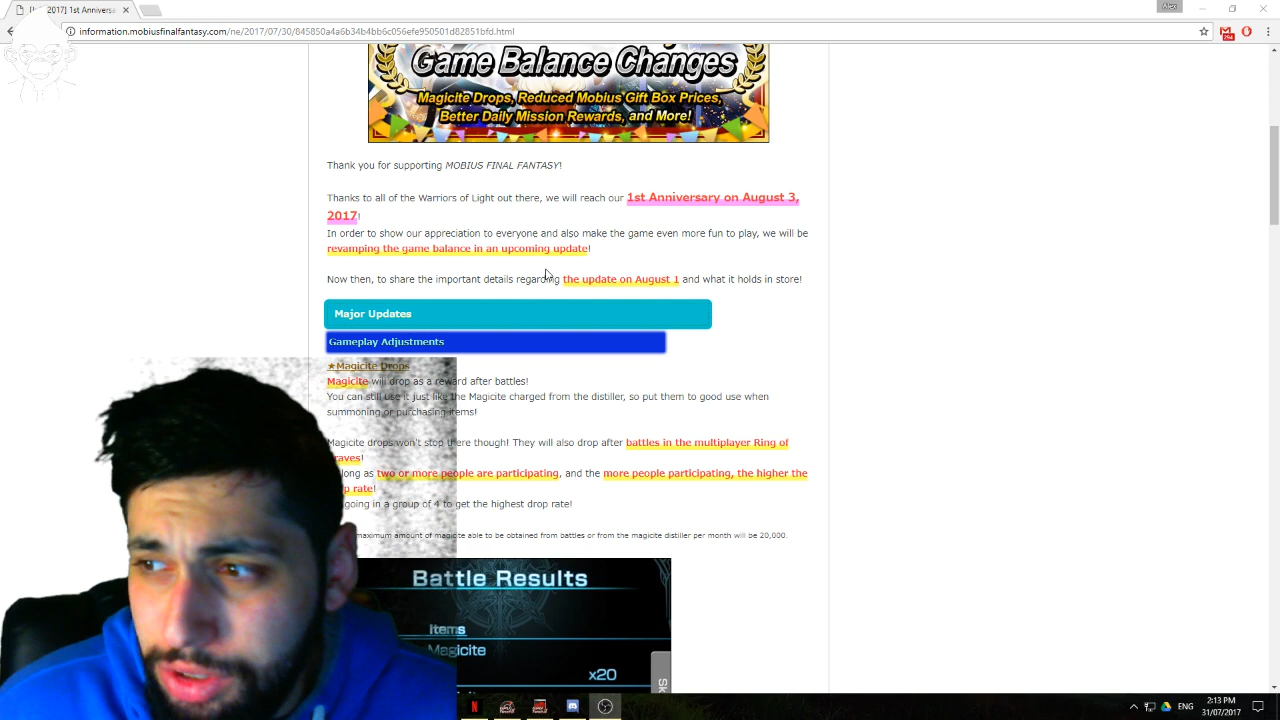 [ 2017] 1st Annivers
Alex
information.mobiusfinalfantasy.com/ne/2017/07/30/845850a4a6b34b4bb6c056efe950501d82851bfd.html
294
Game Balance Changes
Magicite Drops, Reduced Mobius Gift Box Prices,
Better Daily Mission Rewards, and More!
Thank you for supporting MOBIUS FINAL FANTASY!
Thanks to all of the Warriors of Light out there, we will reach our 1st Anniversary on August 3,
2017!
In order to show our appreciation to everyone and also make the game even more fun to play, we will be
revamping the game balance in an upcoming update!
Now then, to share the important details regarding the update on August 1 and what it holds in store!
Major Updates
Gameplay Adjustments
★Magicite Drops
Magicite will drop as a reward after battles!
You can still use it just like the Magicite charged from the distiller, so put them to good use when
summoning or purchasing items!
Magicite drops won't stop there though! They will also drop after battles in the multiplayer Ring of
raves!
long as two or more people are participating, and the more people participating, the higher the
p rate!
going in a group of 4 to get the highest drop rate!
maximum amount of magicite able to be obtained from battles or from the magicite distiller per month will be 20,000.
Battle Results
Items
Magicite
x20
Sk
ENG
2:13 PM
31/07/2017